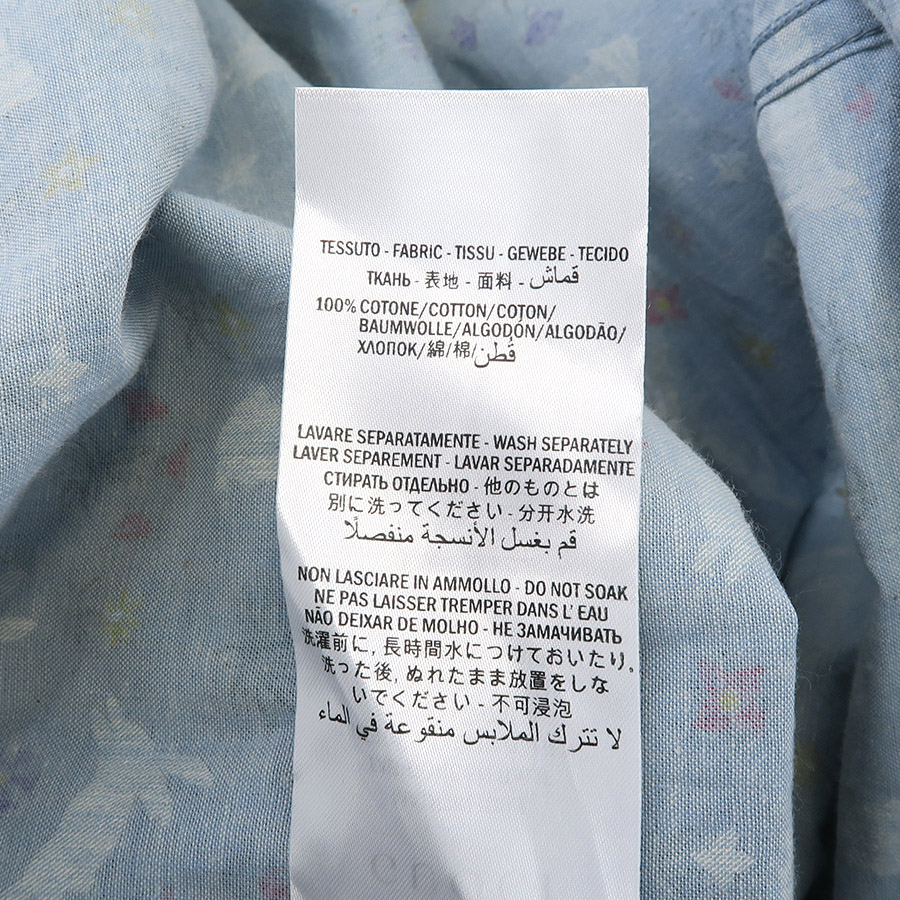 TESSUTO - FABRIC - TISSU - GEWEBE - TECIDO
ТКАНЬ - 表地 - 面料 - قماش
100% COTONE/COTTON/COTON/
BAUMWOLLE/ALGODÓN/ALGODÃO/
ХЛОПОК/綿/棉/قُطن
LAVARE SEPARATAMENTE - WASH SEPARATELY
LAVER SEPAREMENT - LAVAR SEPARADAMENTE
СТИРАТЬ ОТДЕЛЬНО - 他のものとは
別に洗ってください - 分开水洗
قم بغسل الأنسجة منفصلًا
NON LASCIARE IN AMMOLLO - DO NOT SOAK
NE PAS LAISSER TREMPER DANS L' EAU
NÃO DEIXAR DE MOLHO - НЕ ЗАМАЧИВАТЬ
洗濯前に, 長時間水につけておいたり,
洗った後, ぬれたまま放置をしな
いでください - 不可浸泡
لا تترك الملابس منقوعة في الماء